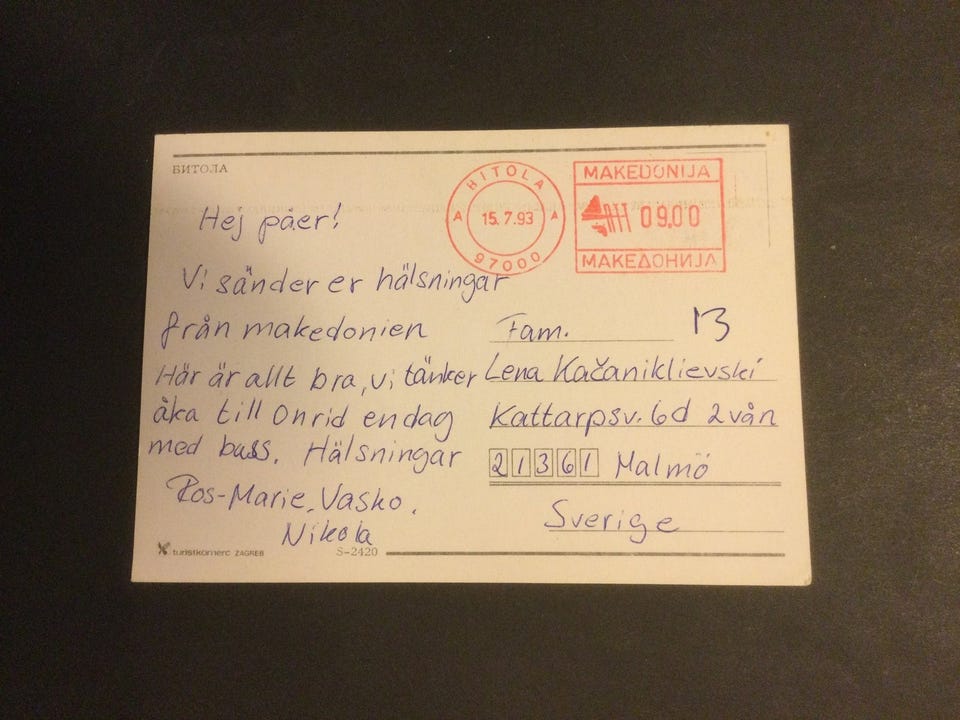 БИТОЛА
BITOLA
A 15.7.93 A
97000
MAKEDONIJA
09,00
МАКЕДОНИЈА
Hej påer!
Vi sänder er hälsningar
från makedonien
Här är allt bra, vi tänker
åka till Onrid en dag
med buss. Hälsningar
Ros-Marie, Vasko,
Nikola
13
Fam.
Lena Kačaniklievski
Kattarpsv. 6d 2vån
21361 Malmö
Sverige
turistkomerc ZAGREB
S-2420